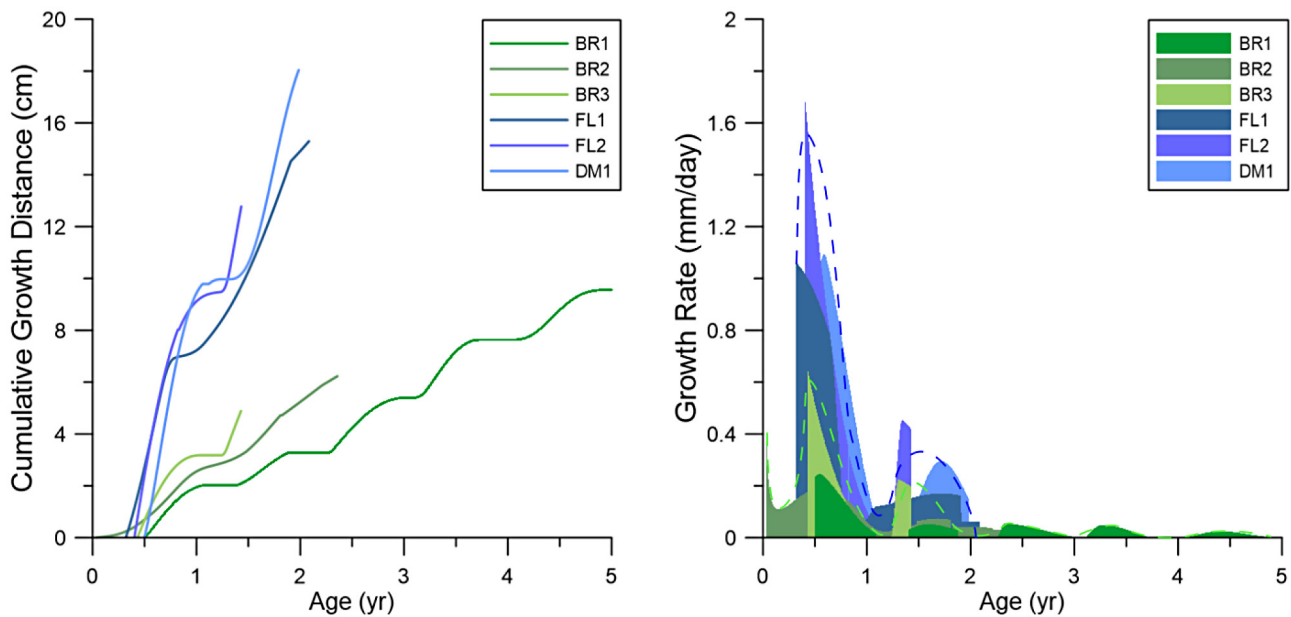 20
16
12
8
4
0
0 1 2 3 4 5
Cumulative Growth Distance (cm)
Age (yr)
BR1
BR2
BR3
FL1
FL2
DM1
2
1.6
1.2
0.8
0.4
0
0 1 2 3 4 5
Growth Rate (mm/day)
Age (yr)
BR1
BR2
BR3
FL1
FL2
DM1